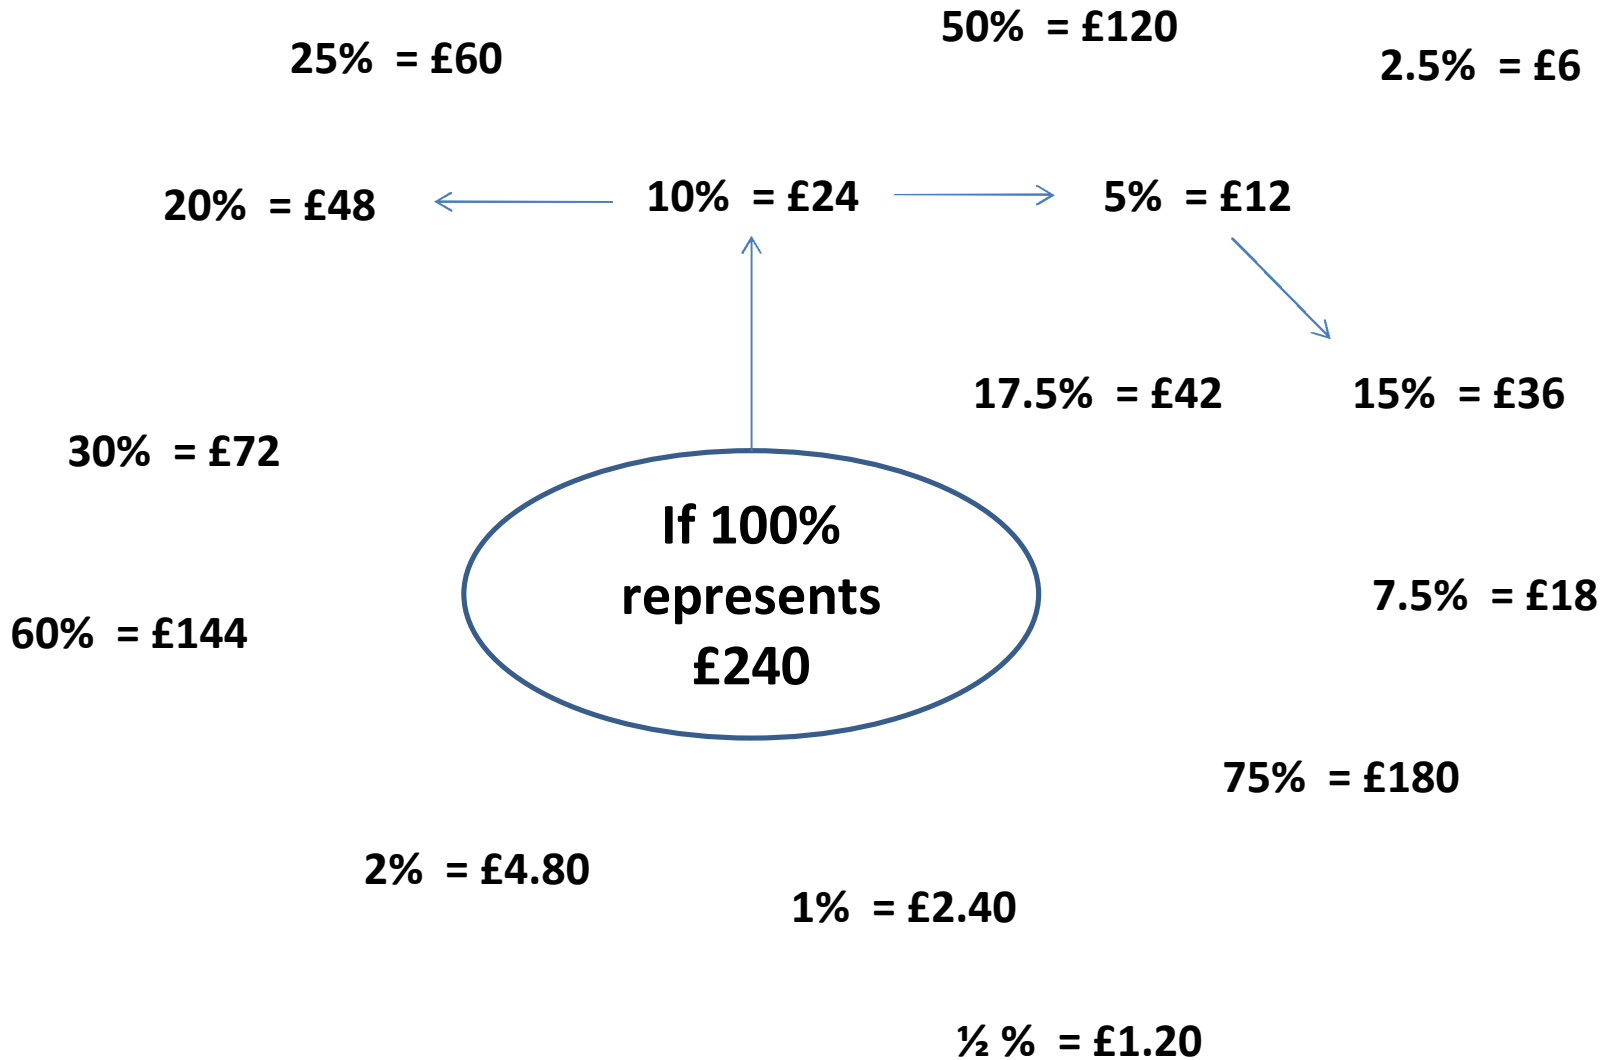 50% = £120
25% = £60
2.5% = £6
20% = £48
10% = £24
5% = £12
17.5% = £42
15% = £36
30% = £72
If 100%
represents
£240
7.5% = £18
60% = £144
75% = £180
2% = £4.80
1% = £2.40
½ % = £1.20